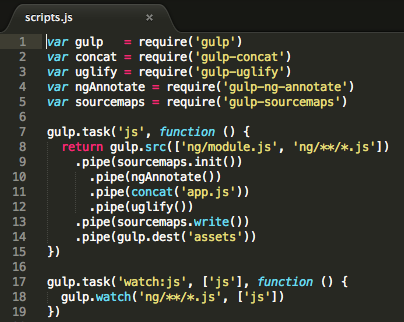 scripts.js ×
1 var gulp   = require('gulp')
2 var concat = require('gulp-concat')
3 var uglify = require('gulp-uglify')
4 var ngAnnotate = require('gulp-ng-annotate')
5 var sourcemaps = require('gulp-sourcemaps')
6
7 gulp.task('js', function () {
8   return gulp.src(['ng/module.js', 'ng/**/*.js'])
9     .pipe(sourcemaps.init())
10       .pipe(ngAnnotate())
11       .pipe(concat('app.js'))
12       .pipe(uglify())
13     .pipe(sourcemaps.write())
14     .pipe(gulp.dest('assets'))
15 })
16
17 gulp.task('watch:js', ['js'], function () {
18   gulp.watch('ng/**/*.js', ['js'])
19 })